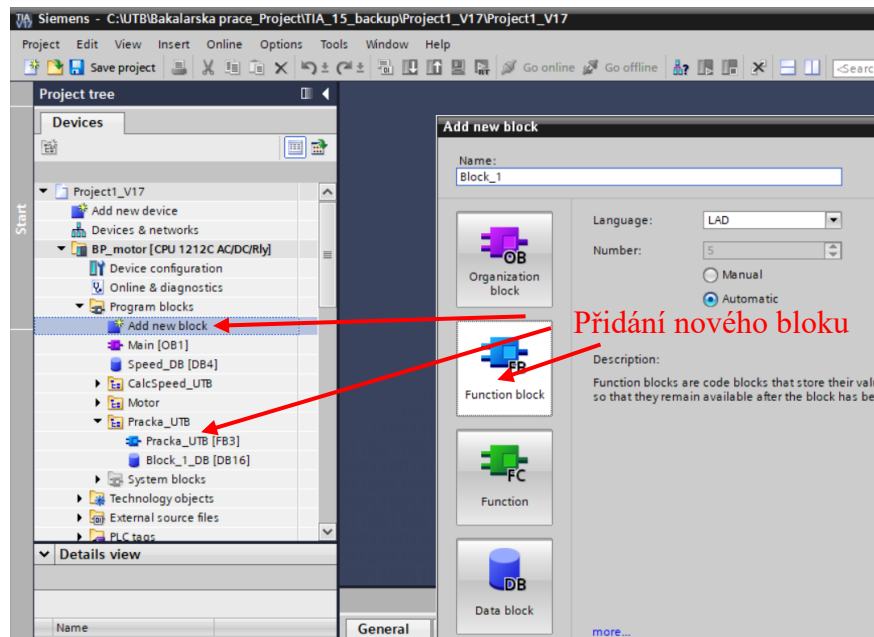 Siemens - C:\UTB\Bakalarska prace_Project\TIA_15_backup\Project1_V17\Project1_V17
Project Edit View Insert Online Options Tools Window Help
Save project Go online Go offline
Project tree
Devices
Start
Project1_V17
Add new device
Devices & networks
BP_motor [CPU 1212C AC/DC/Rly]
Device configuration
Online & diagnostics
Program blocks
Add new block
Main [OB1]
Speed_DB [DB4]
CalcSpeed_UTB
Motor
Pracka_UTB
Pracka_UTB [FB3]
Block_1_DB [DB16]
System blocks
Technology objects
External source files
PLC tags
Details view
Name
General
Add new block
Name:
Block_1
OB
Organization
block
FB
Function block
FC
Function
DB
Data block
Language: LAD
Number: 5
Manual
Automatic
Přidání nového bloku
Description:
Function blocks are code blocks that store their val
so that they remain available after the block has be
more...